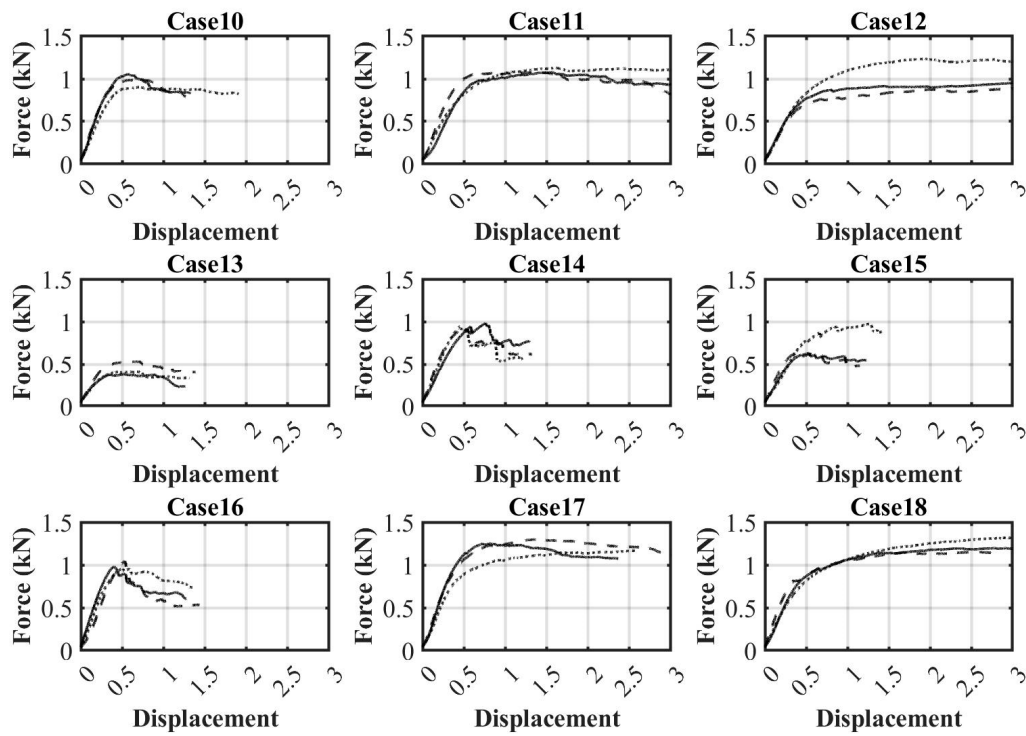 Case10 Case11 Case12
1.5 1.5 1.5
Force (kN) Force (kN) Force (kN)
1 1 1
0.5 0.5 0.5
0 0 0
0 0.5 1 1.5 2 2.5 3 0 0.5 1 1.5 2 2.5 3 0 0.5 1 1.5 2 2.5 3
Displacement Displacement Displacement
Case13 Case14 Case15
1.5 1.5 1.5
Force (kN) Force (kN) Force (kN)
1 1 1
0.5 0.5 0.5
0 0 0
0 0.5 1 1.5 2 2.5 3 0 0.5 1 1.5 2 2.5 3 0 0.5 1 1.5 2 2.5 3
Displacement Displacement Displacement
Case16 Case17 Case18
1.5 1.5 1.5
Force (kN) Force (kN) Force (kN)
1 1 1
0.5 0.5 0.5
0 0 0
0 0.5 1 1.5 2 2.5 3 0 0.5 1 1.5 2 2.5 3 0 0.5 1 1.5 2 2.5 3
Displacement Displacement Displacement